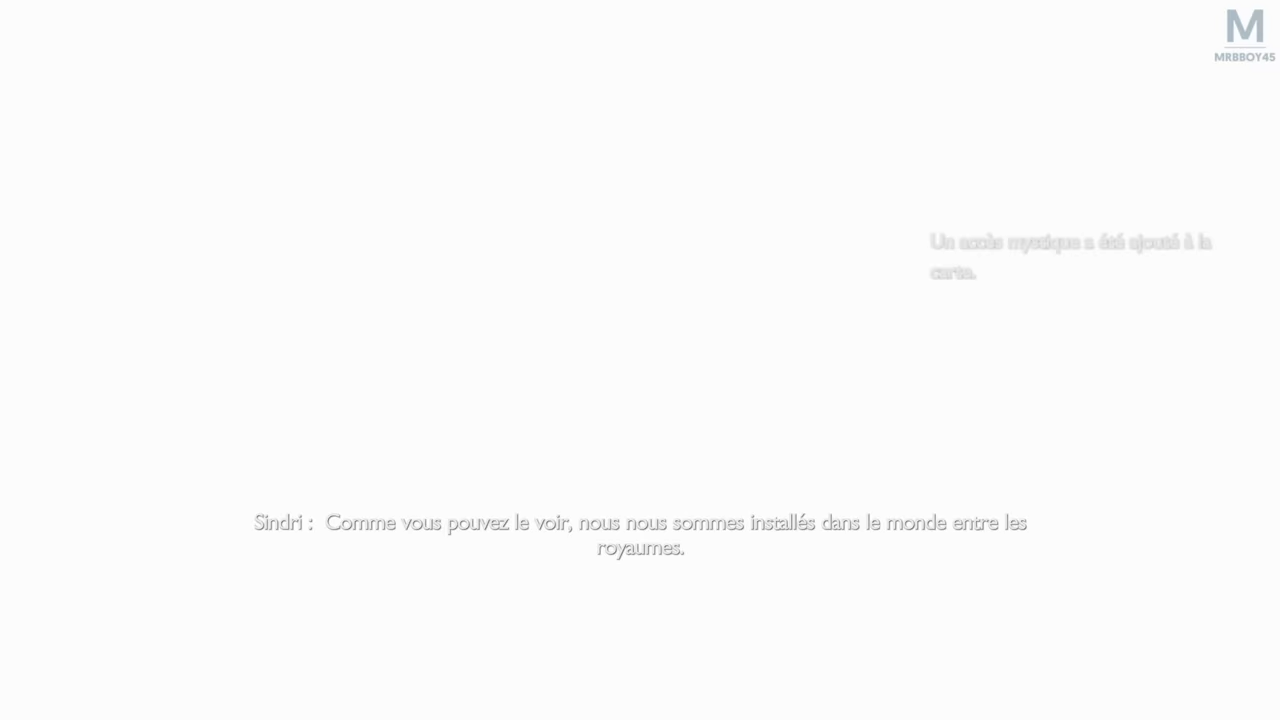 M
MRBBOY45
Un accès mystique a été ajouté à la
carte.
Sindri : Comme vous pouvez le voir, nous nous sommes installés dans le monde entre les
royaumes.